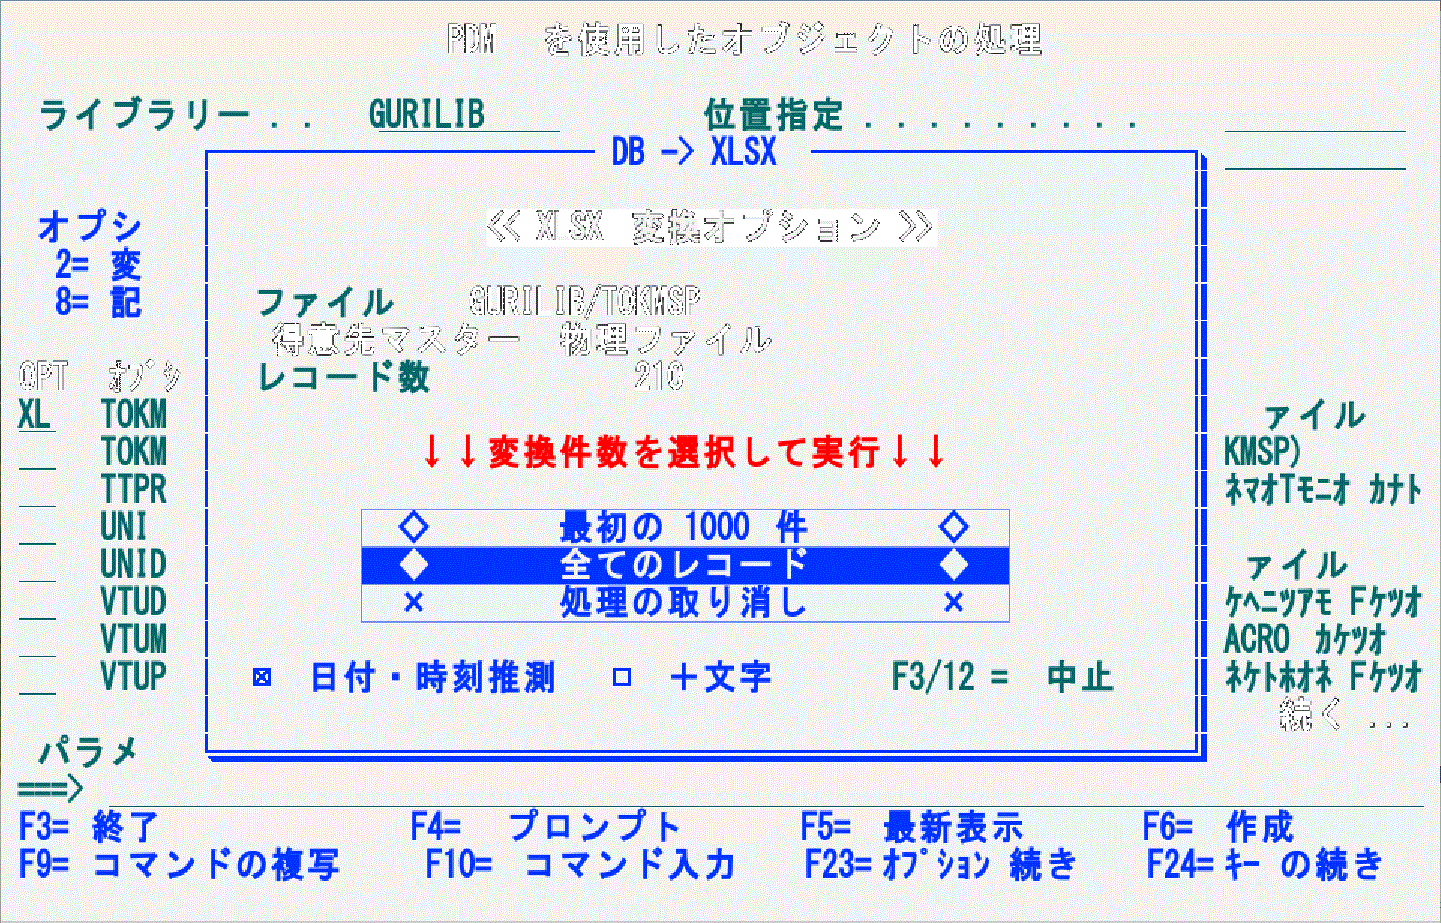 PDM を使用したオブジェクトの処理
ライブラリー . . GURILIB 位置指定 . . . . . . . . .
DB -> XLSX
<< XLSX 変換オプション >>
オプシ
2= 変
8= 記
ファイル GURILIB/TOKMSP
得意先マスター 物理ファイル
OPT ｵﾌﾞｼ レコード数 210
XL TOKM ァイル
↓↓変換件数を選択して実行↓↓
TOKM KMSP)
TTPR ﾈﾏｵTﾓﾆｵ ｶﾅﾄ
UNI ◇ 最初の 1000 件 ◇
UNID ◆ 全てのレコード ◆ ァイル
VTUD × 処理の取り消し × ｹﾍﾆﾂｱﾓ Fｹﾂｵ
VTUM ACRO ｶｹﾂｵ
VTUP 日付・時刻推測 □ ＋文字 F3/12 = 中止 ﾈｹﾄﾎｵﾈ Fｹﾂｵ
続く ...
パラメ
===>
F3= 終了 F4= プロンプト F5= 最新表示 F6= 作成
F9= コマンドの複写 F10= コマンド入力 F23= ｵﾌﾟｼｮﾝ 続き F24= ｷｰ の続き